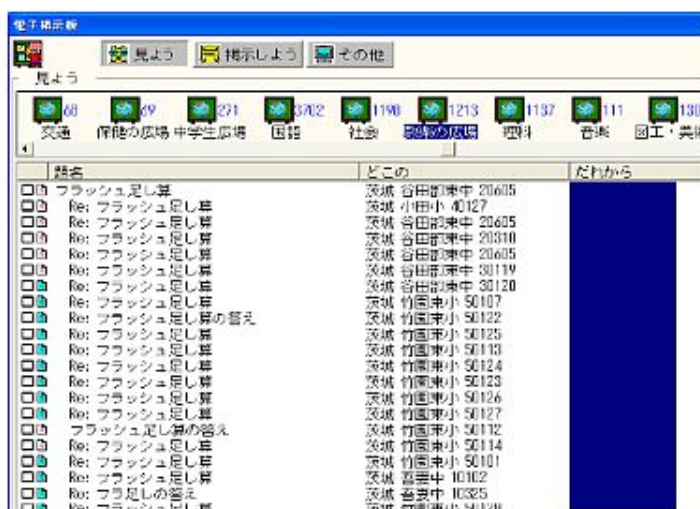 電子掲示板
見よう 掲示しよう その他
見よう
68 69 271 3702 1198 1213 1137 111 130
交通 保健の広場 中学生広場 国語 社会 の広場 理科 音楽 図工・美術
題名 どこの だれから
フラッシュ足し算 茨城 谷田部東中 20605
Re: フラッシュ足し算 茨城 小田小 40127
Re: フラッシュ足し算 茨城 谷田部東中 20605
Re: フラッシュ足し算 茨城 谷田部東中 20310
Re: フラッシュ足し算 茨城 谷田部東中 20605
Re: フラッシュ足し算 茨城 谷田部東中 30119
Re: フラッシュ足し算 茨城 谷田部東中 30120
Re: フラッシュ足し算 茨城 竹園東小 50107
Re: フラッシュ足し算の答え 茨城 竹園東小 50122
Re: フラッシュ足し算 茨城 竹園東小 50125
Re: フラッシュ足し算 茨城 竹園東小 50113
Re: フラッシュ足し算 茨城 竹園東小 50124
Re: フラッシュ足し算 茨城 竹園東小 50123
Re: フラッシュ足し算 茨城 竹園東小 50126
Re: フラッシュ足し算 茨城 竹園東小 50127
フラッシュ足し算の答え 茨城 竹園東小 50112
Re: フラッシュ足し算 茨城 竹園東小 50114
Re: フラッシュ足し算 茨城 竹園東小 50101
Re: フラッシュ足し算 茨城 吾妻中 10102
Re: フラ足しの答え 茨城 吾妻中 10325
Re: フラッシュ足し算 茨城 竹園東小